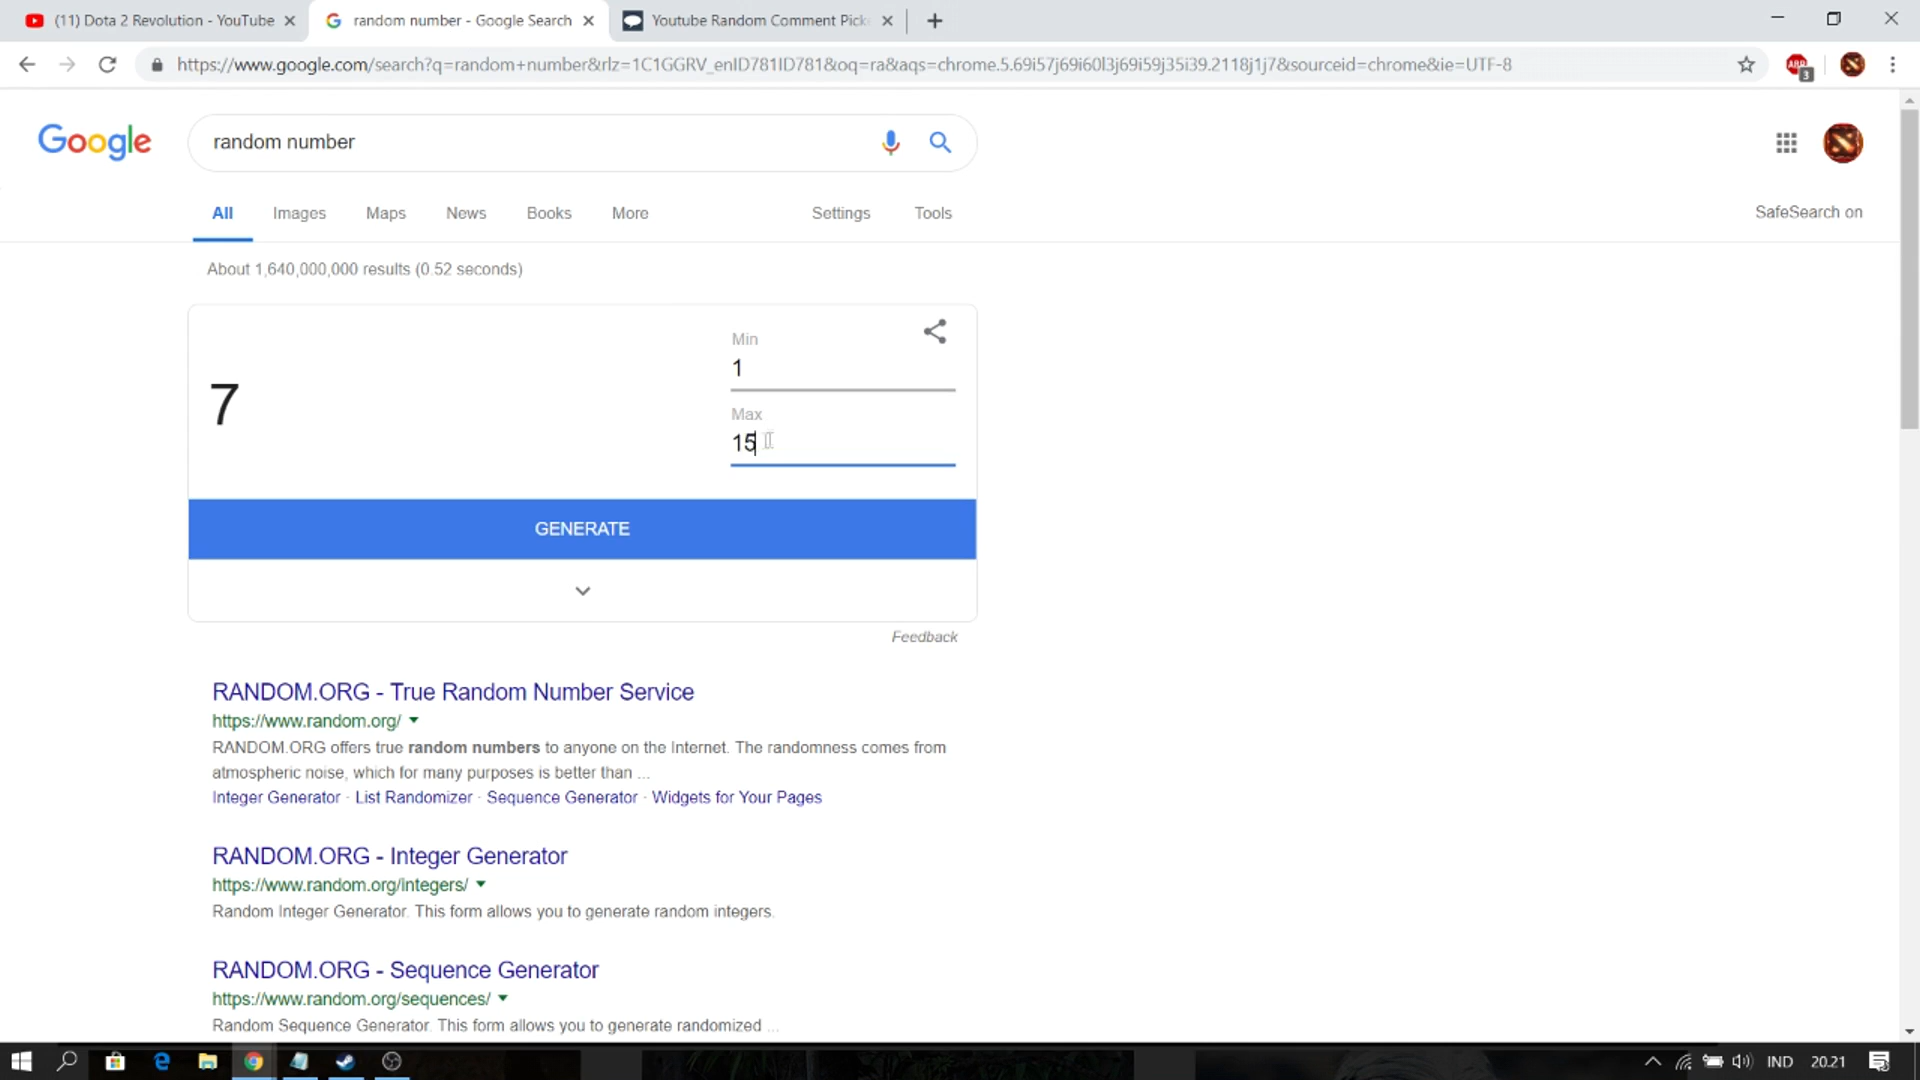 (11) Dota 2 Revolution - YouTube
random number - Google Search
Youtube Random Comment Pick
https://www.google.com/search?q=random+number&rlz=1C1GGRV_enID781ID781&oq=ra&aqs=chrome.5.69i57j69i60l3j69i59j35i39.2118j1j7&sourceid=chrome&ie=UTF-8
ABP
3
Google
random number
All
Images
Maps
News
Books
More
Settings
Tools
SafeSearch on
About 1,640,000,000 results (0.52 seconds)
7
Min
1
Max
15
GENERATE
Feedback
RANDOM.ORG - True Random Number Service
https://www.random.org/
RANDOM.ORG offers true random numbers to anyone on the Internet. The randomness comes from
atmospheric noise, which for many purposes is better than ...
Integer Generator · List Randomizer · Sequence Generator · Widgets for Your Pages
RANDOM.ORG - Integer Generator
https://www.random.org/integers/
Random Integer Generator. This form allows you to generate random integers.
RANDOM.ORG - Sequence Generator
https://www.random.org/sequences/
Random Sequence Generator. This form allows you to generate randomized ...
IND
20.21